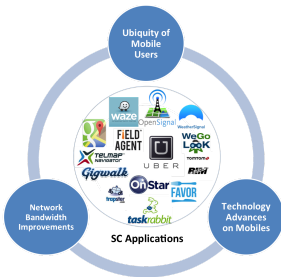 Ubiquity of
Mobile
Users
waze
OpenSignal
WeatherSignal
FIELD
AGENT
WeGo
LooK
TELMAP
NAVIGATOR
UBER
TOMTOM
Gigwalk
OnStar
FAVOR
tropster
taskrabbit
Network
Bandwidth
Improvements
Technology
Advances
on Mobiles
SC Applications